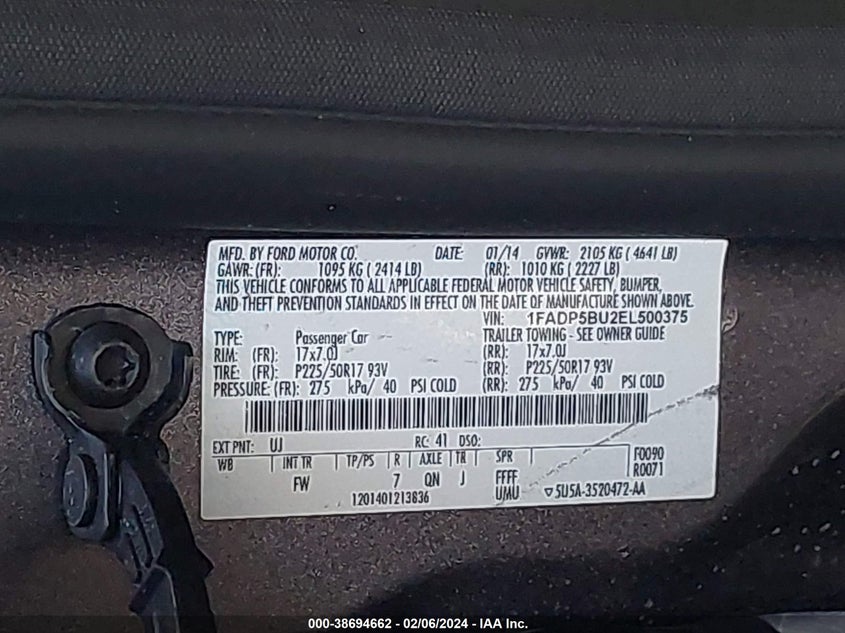 MFD. BY FORD MOTOR CO. DATE: 01/14 GVWR: 2105 KG ( 4641 LB)
GAWR: (FR): 1095 KG ( 2414 LB) (RR): 1010 KG ( 2227 LB)
THIS VEHICLE CONFORMS TO ALL APPLICABLE FEDERAL MOTOR VEHICLE SAFETY, BUMPER,
AND THEFT PREVENTION STANDARDS IN EFFECT ON THE DATE OF MANUFACTURE SHOWN ABOVE.
VIN: 1FADP5BU2EL500375
TYPE: Passenger Car TRAILER TOWING - SEE OWNER GUIDE
RIM: (FR): 17x7.0J (RR): 17x7.0J
TIRE: (FR): P225/50R17 93V (RR): P225/50R17 93V
PRESSURE: (FR): 275 kPa/ 40 PSI COLD (RR): 275 kPa/ 40 PSI COLD
EXT PNT: UJ RC: 41 DSO:
WB INT TR TP/PS R AXLE TR SPR F0090
FW 7 QN J FFFF R0071
1201401213836 UMU 5U5A-3520472-AA
000-38694662 - 02/06/2024 - IAA Inc.